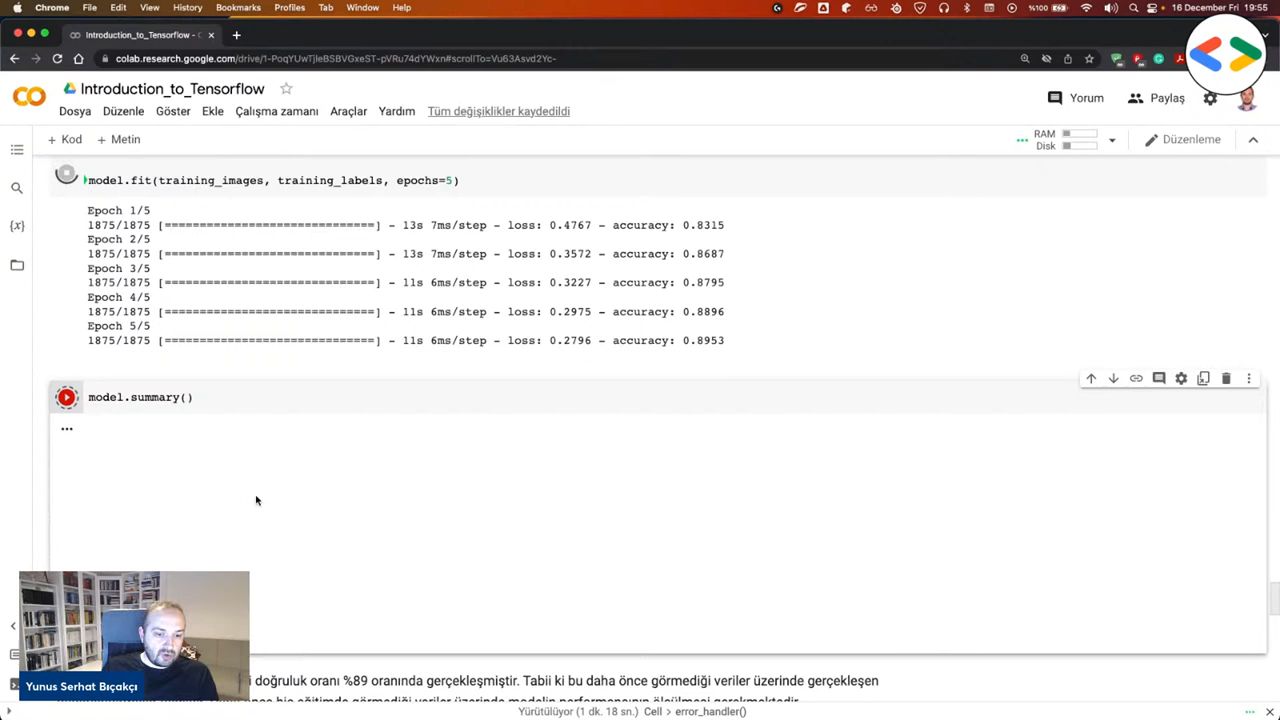 Chrome File Edit View History Bookmarks Profiles Tab Window Help %100 16 December Fri 19:55
Introduction_to_Tensorflow - C
colab.research.google.com/drive/1-PoqYUwTjleBSBVGxeST-pVRu74dYWxn#scrollTo=Vu63Asvd2Yc-
Introduction_to_Tensorflow
Yorum Paylaş
Dosya Düzenle Göster Ekle Çalışma zamanı Araçlar Yardım Tüm değişiklikler kaydedildi
+ Kod + Metin
RAM
Disk
Düzenleme
model.fit(training_images, training_labels, epochs=5)
Epoch 1/5
1875/1875 [==============================] - 13s 7ms/step - loss: 0.4767 - accuracy: 0.8315
Epoch 2/5
1875/1875 [==============================] - 13s 7ms/step - loss: 0.3572 - accuracy: 0.8687
Epoch 3/5
1875/1875 [==============================] - 11s 6ms/step - loss: 0.3227 - accuracy: 0.8795
Epoch 4/5
1875/1875 [==============================] - 11s 6ms/step - loss: 0.2975 - accuracy: 0.8896
Epoch 5/5
1875/1875 [==============================] - 11s 6ms/step - loss: 0.2796 - accuracy: 0.8953
model.summary()
...
doğruluk oranı %89 oranında gerçekleşmiştir. Tabii ki bu daha önce görmediği veriler üzerinde gerçekleşen
Yunus Serhat Bıçakçı
Yürütülüyor (1 dk. 18 sn.) Cell > error_handler()